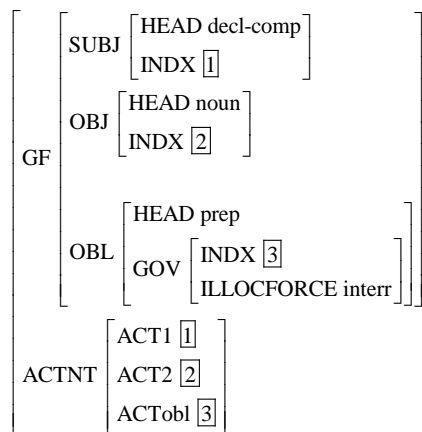 HEAD decl-comp
SUBJ
INDX 1
HEAD noun
OBJ
INDX 2
GF
HEAD prep
OBL
GOV
INDX 3
ILLOCFORCE interr
ACT1 1
ACTNT
ACT2 2
ACTobl 3